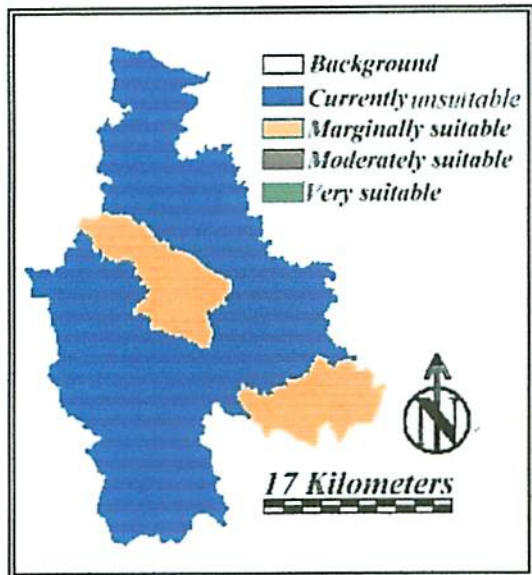 Background
Currently unsuitable
Marginally suitable
Moderately suitable
Very suitable
N
17 Kilometers